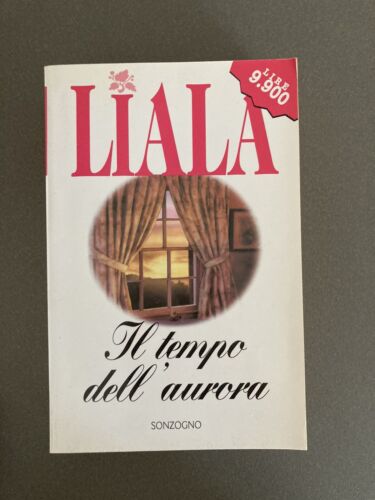 LIALA
LIRE
9.900
Il tempo
dell'aurora
SONZOGNO